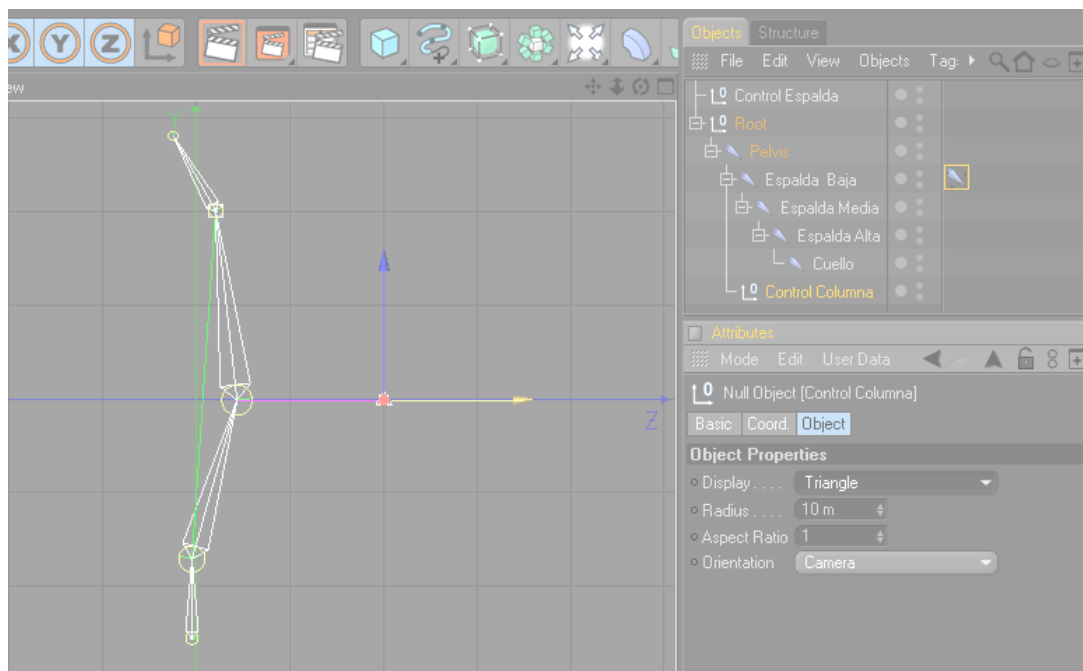 X Y Z
Objects Structure
File Edit View Objects Tag:
ew
Control Espalda
Root
Pelvis
Espalda Baja
Espalda Media
Espalda Alta
Cuello
Control Columna
Z
Attributes
Mode Edit User Data
Null Object [Control Columna]
Basic Coord. Object
Object Properties
Display . . . . Triangle
Radius . . . . 10 m
Aspect Ratio 1
Orientation Camera